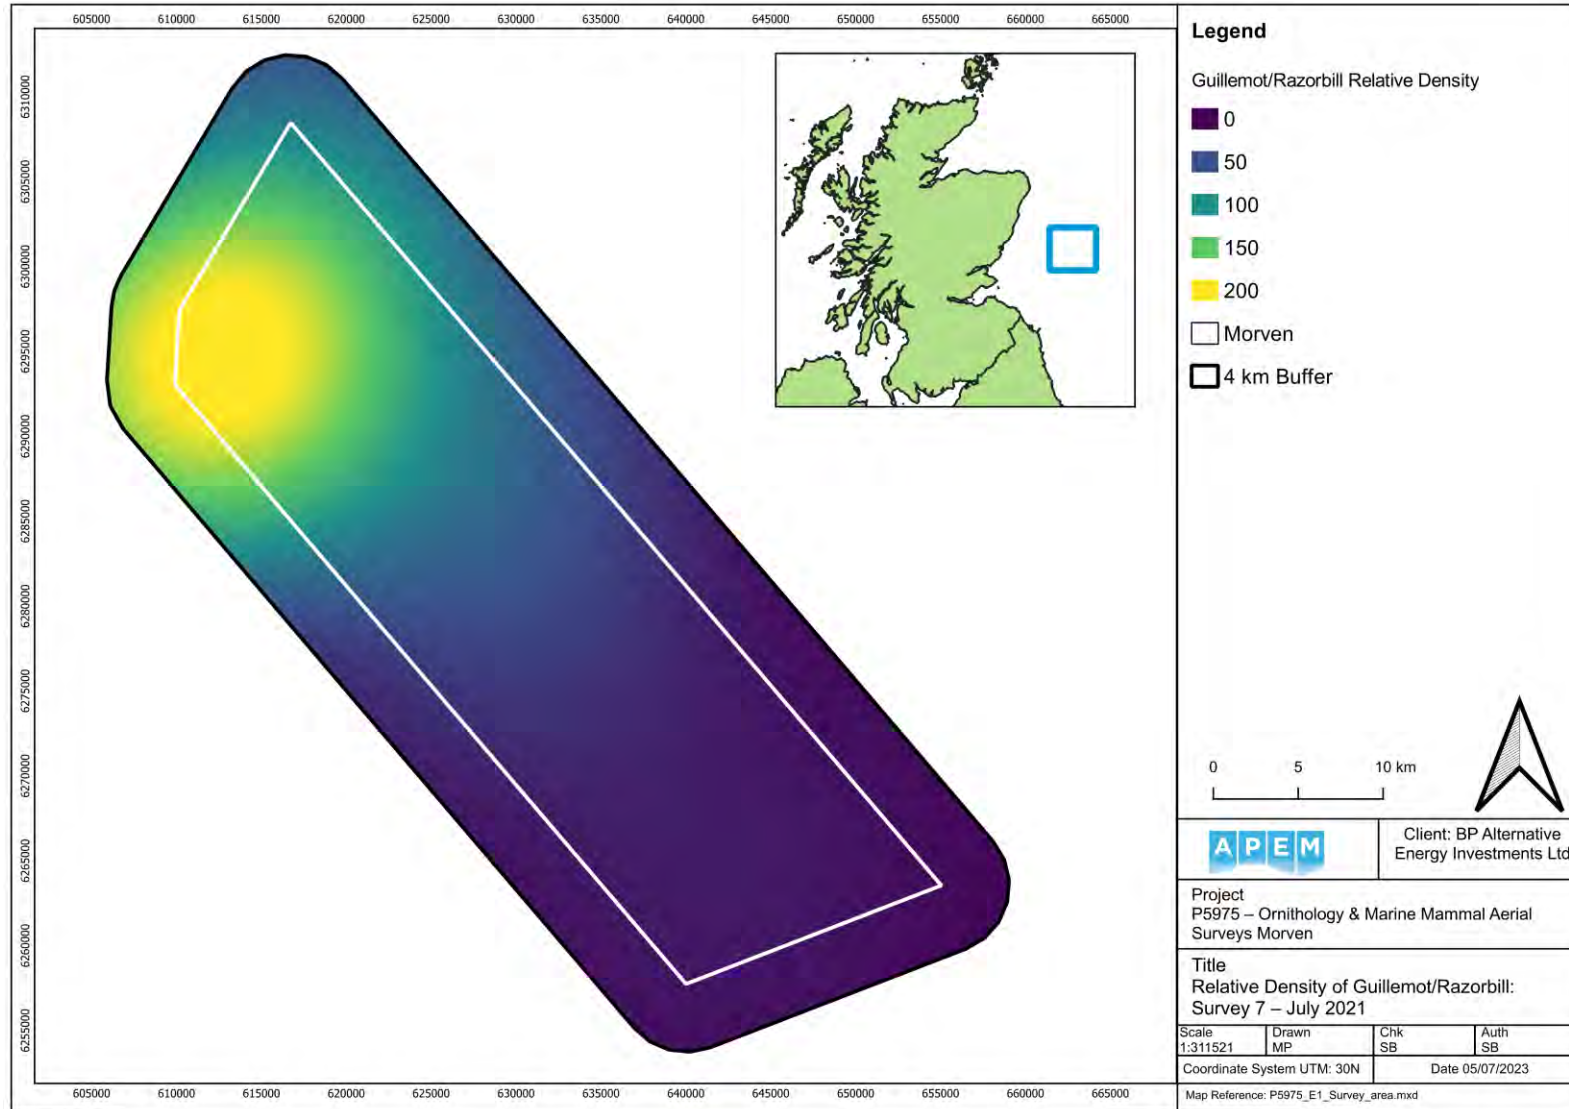 605000 610000 615000 620000 625000 630000 635000 640000 645000 650000 655000 660000 665000
6310000
6305000
6300000
6295000
6290000
6285000
6280000
6275000
6270000
6265000
6260000
6255000
605000 610000 615000 620000 625000 630000 635000 640000 645000 650000 655000 660000 665000
Legend
Guillemot/Razorbill Relative Density
0
50
100
150
200
Morven
4 km Buffer
0 5 10 km
APEM
Client: BP Alternative
Energy Investments Ltd
Project
P5975 – Ornithology & Marine Mammal Aerial
Surveys Morven
Title
Relative Density of Guillemot/Razorbill:
Survey 7 – July 2021
Scale Drawn Chk Auth
1:311521 MP SB SB
Coordinate System UTM: 30N Date 05/07/2023
Map Reference: P5975_E1_Survey_area.mxd